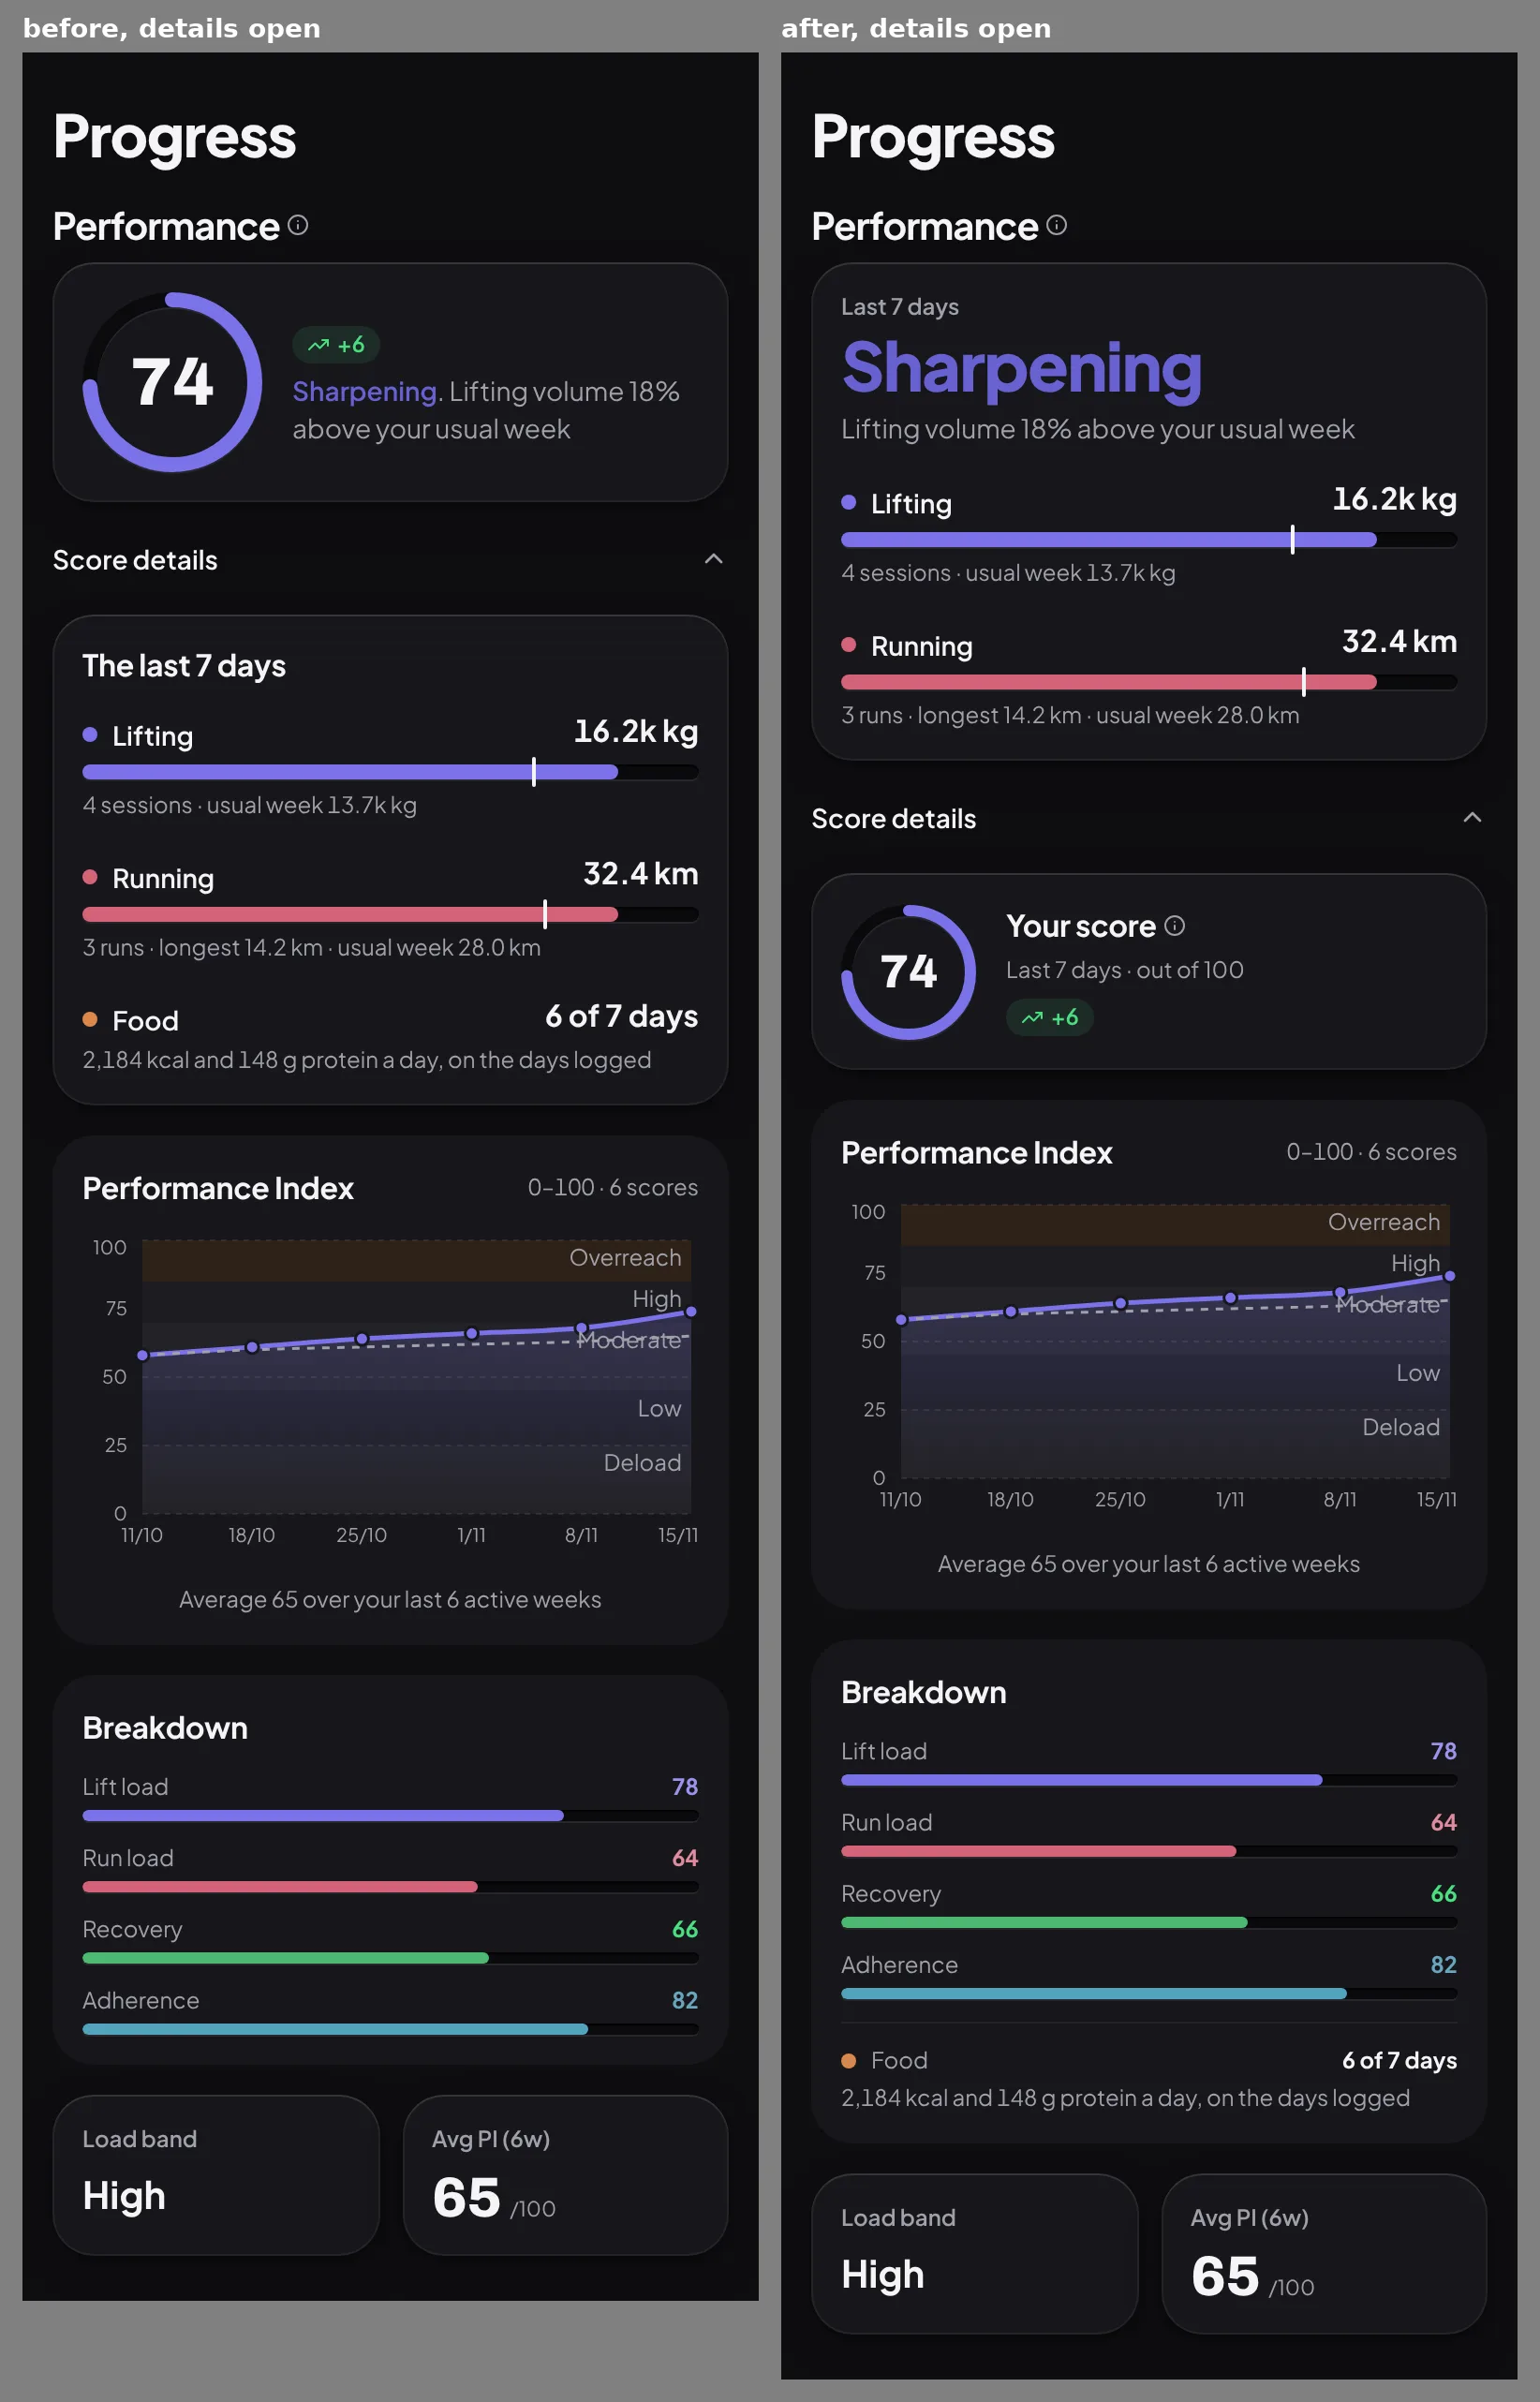 before, details open
Progress
Performance
74
+6
Sharpening. Lifting volume 18%
above your usual week
Score details
The last 7 days
Lifting
16.2k kg
4 sessions · usual week 13.7k kg
Running
32.4 km
3 runs · longest 14.2 km · usual week 28.0 km
Food
6 of 7 days
2,184 kcal and 148 g protein a day, on the days logged
Performance Index
0–100 · 6 scores
100
Overreach
High
75
Moderate
50
Low
25
Deload
0
11/10
18/10
25/10
1/11
8/11
15/11
Average 65 over your last 6 active weeks
Breakdown
Lift load
78
Run load
64
Recovery
66
Adherence
82
Load band
High
Avg PI (6w)
65 /100
after, details open
Progress
Performance
Last 7 days
Sharpening
Lifting volume 18% above your usual week
Lifting
16.2k kg
4 sessions · usual week 13.7k kg
Running
32.4 km
3 runs · longest 14.2 km · usual week 28.0 km
Score details
74
Your score
Last 7 days · out of 100
+6
Performance Index
0–100 · 6 scores
100
Overreach
High
75
Moderate
50
Low
25
Deload
0
11/10
18/10
25/10
1/11
8/11
15/11
Average 65 over your last 6 active weeks
Breakdown
Lift load
78
Run load
64
Recovery
66
Adherence
82
Food
6 of 7 days
2,184 kcal and 148 g protein a day, on the days logged
Load band
High
Avg PI (6w)
65 /100